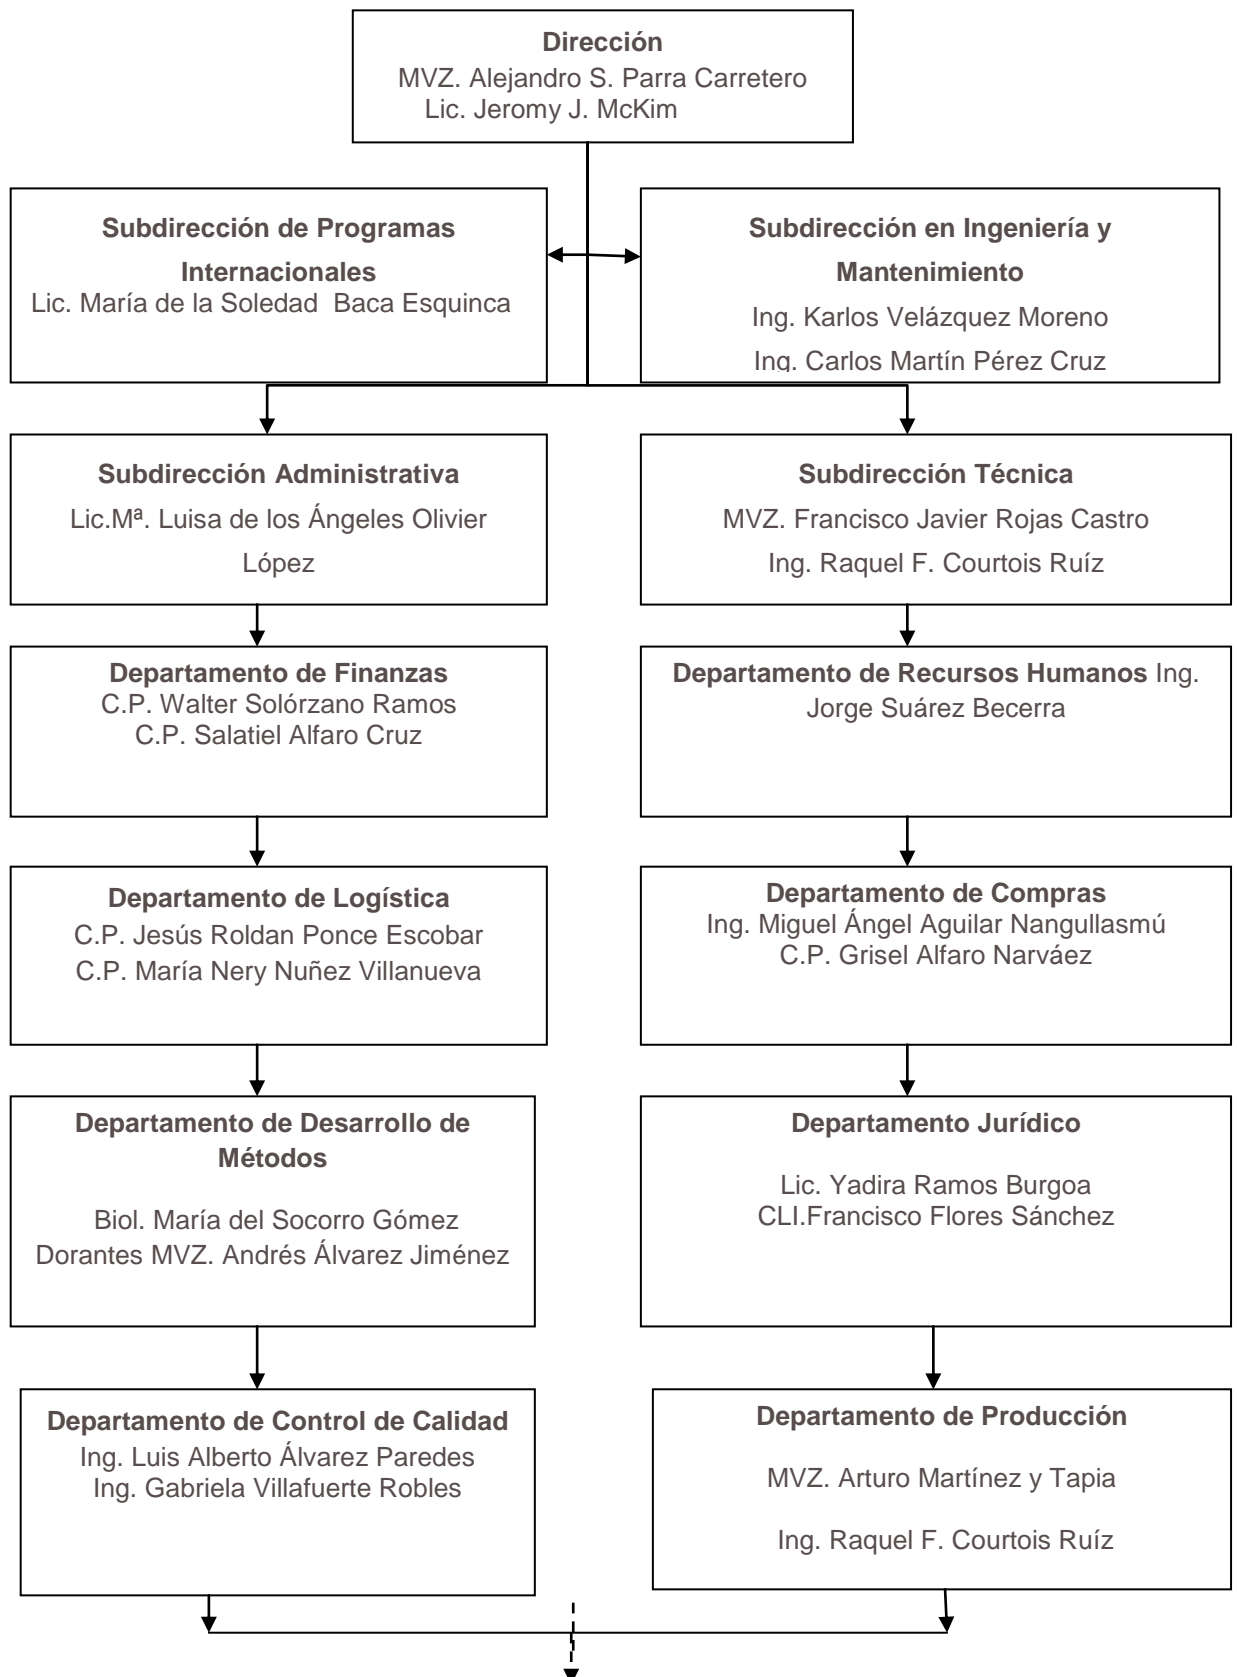 Dirección
MVZ. Alejandro S. Parra Carretero
Lic. Jeromy J. McKim
Subdirección de Programas
Internacionales
Lic. María de la Soledad  Baca Esquinca
Subdirección en Ingeniería y
Mantenimiento
Ing. Karlos Velázquez Moreno
Ing. Carlos Martín Pérez Cruz
Subdirección Administrativa
Lic.Mª. Luisa de los Ángeles Olivier
López
Subdirección Técnica
MVZ. Francisco Javier Rojas Castro
Ing. Raquel F. Courtois Ruíz
Departamento de Finanzas
C.P. Walter Solórzano Ramos
C.P. Salatiel Alfaro Cruz
Departamento de Recursos Humanos Ing.
Jorge Suárez Becerra
Departamento de Logística
C.P. Jesús Roldan Ponce Escobar
C.P. María Nery Nuñez Villanueva
Departamento de Compras
Ing. Miguel Ángel Aguilar Nangullasmú
C.P. Grisel Alfaro Narváez
Departamento de Desarrollo de
Métodos
Biol. María del Socorro Gómez
Dorantes MVZ. Andrés Álvarez Jiménez
Departamento Jurídico
Lic. Yadira Ramos Burgoa
CLI.Francisco Flores Sánchez
Departamento de Control de Calidad
Ing. Luis Alberto Álvarez Paredes
Ing. Gabriela Villafuerte Robles
Departamento de Producción
MVZ. Arturo Martínez y Tapia
Ing. Raquel F. Courtois Ruíz